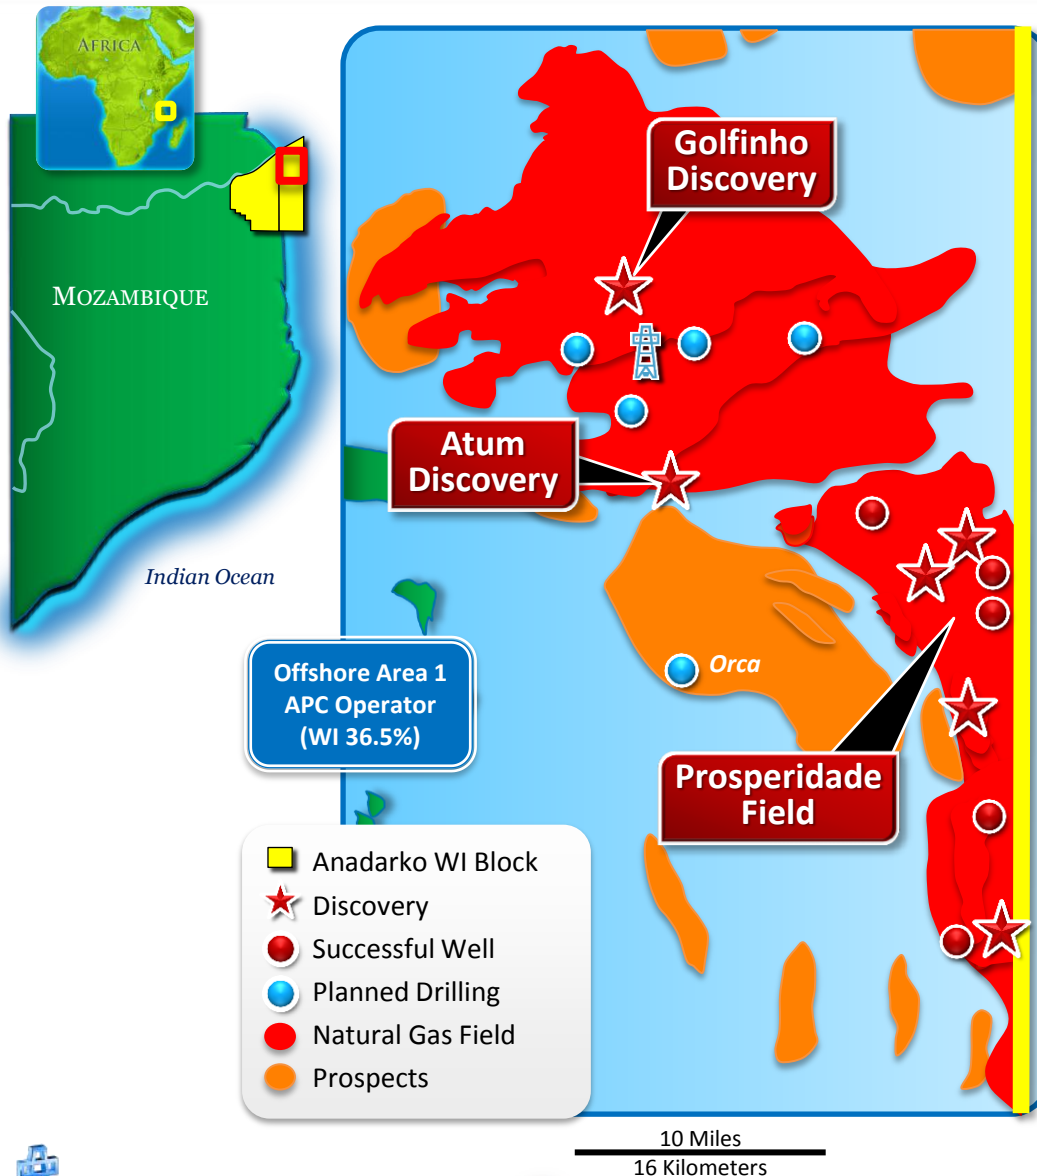 AFRICA
MOZAMBIQUE
Indian Ocean
Golfinho
Discovery
Atum
Discovery
Orca
Offshore Area 1
APC Operator
(WI 36.5%)
Prosperidade
Field
Anadarko WI Block
Discovery
Successful Well
Planned Drilling
Natural Gas Field
Prospects
10 Miles
16 Kilometers